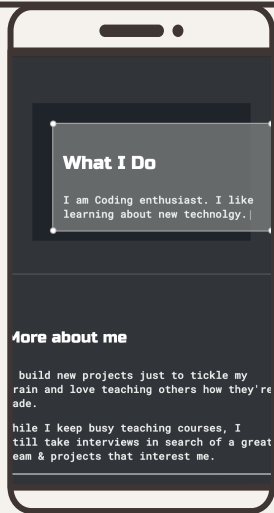 What I Do
I am Coding enthusiast. I like
learning about new technolgy.|
More about me
build new projects just to tickle my
rain and love teaching others how they're
ade.
hile I keep busy teaching courses, I
till take interviews in search of a great
eam & projects that interest me.